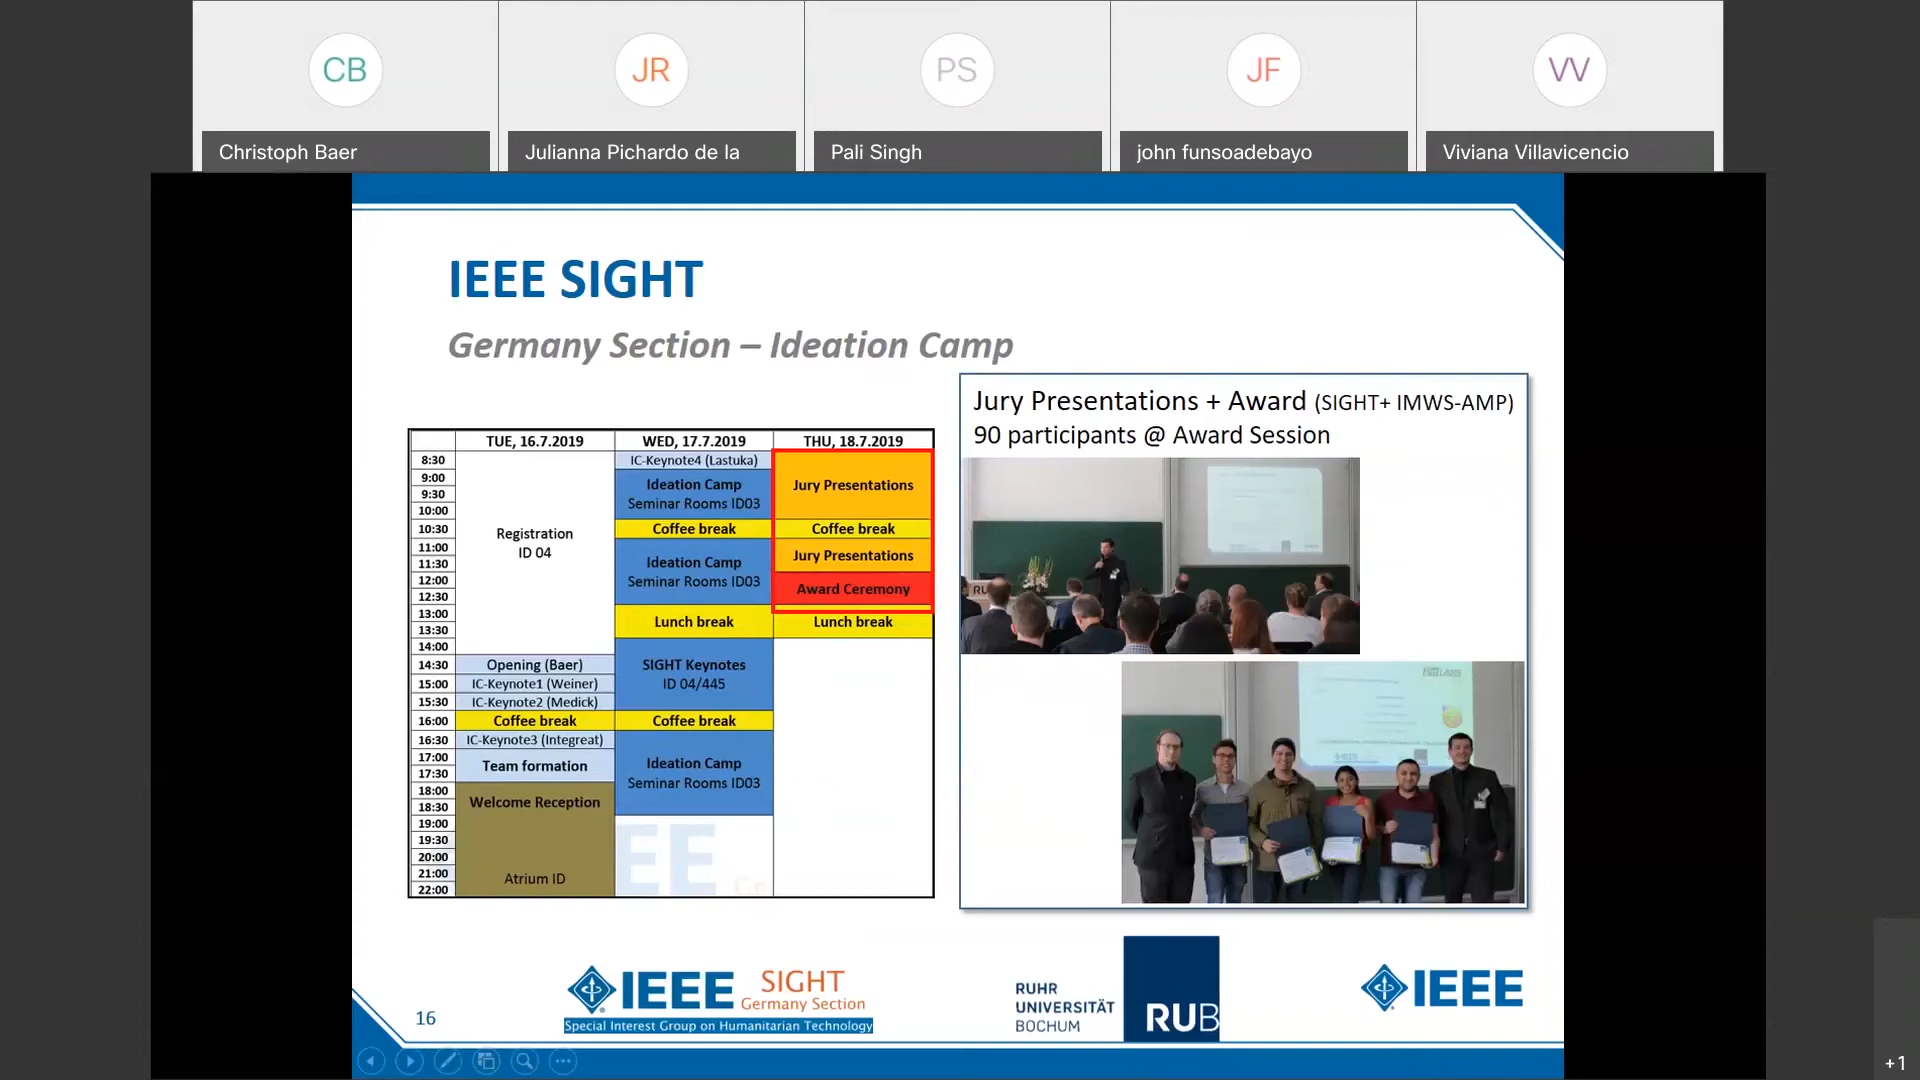 CB
JR
PS
JF
VV
Christoph Baer
Julianna Pichardo de la
Pali Singh
john funsoadebayo
Viviana Villavicencio
IEEE SIGHT
Germany Section – Ideation Camp
Jury Presentations + Award (SIGHT+ IMWS-AMP)
90 participants @ Award Session
TUE, 16.7.2019 WED, 17.7.2019 THU, 18.7.2019
8:30
9:00
9:30
10:00
10:30
11:00
11:30
12:00
12:30
13:00
13:30
14:00
14:30
15:00
15:30
16:00
16:30
17:00
17:30
18:00
18:30
19:00
19:30
20:00
21:00
22:00
Registration
ID 04
Opening (Baer)
IC-Keynote1 (Weiner)
IC-Keynote2 (Medick)
Coffee break
IC-Keynote3 (Integreat)
Team formation
Welcome Reception
Atrium ID
IC-Keynote4 (Lastuka)
Ideation Camp
Seminar Rooms ID03
Coffee break
Ideation Camp
Seminar Rooms ID03
Lunch break
SIGHT Keynotes
ID 04/445
Coffee break
Ideation Camp
Seminar Rooms ID03
EE
Ge
Jury Presentations
Coffee break
Jury Presentations
Award Ceremony
Lunch break
RU
16
IEEE SIGHT
Germany Section
Special Interest Group on Humanitarian Technology
RUHR
UNIVERSITÄT
BOCHUM
RUB
IEEE
+1